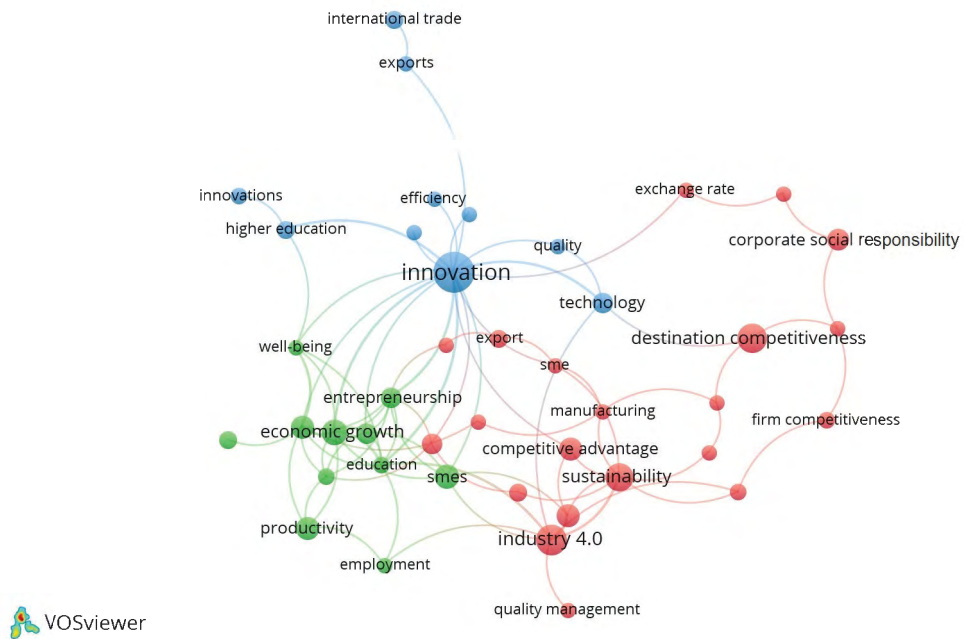 international trade
exports
innovations
efficiency
exchange rate
higher education
quality
corporate social responsibility
innovation
technology
well-being
export
destination competitiveness
sme
entrepreneurship
manufacturing
firm competitiveness
economic growth
competitive advantage
education
smes
sustainability
productivity
industry 4.0
employment
quality management
VOSviewer